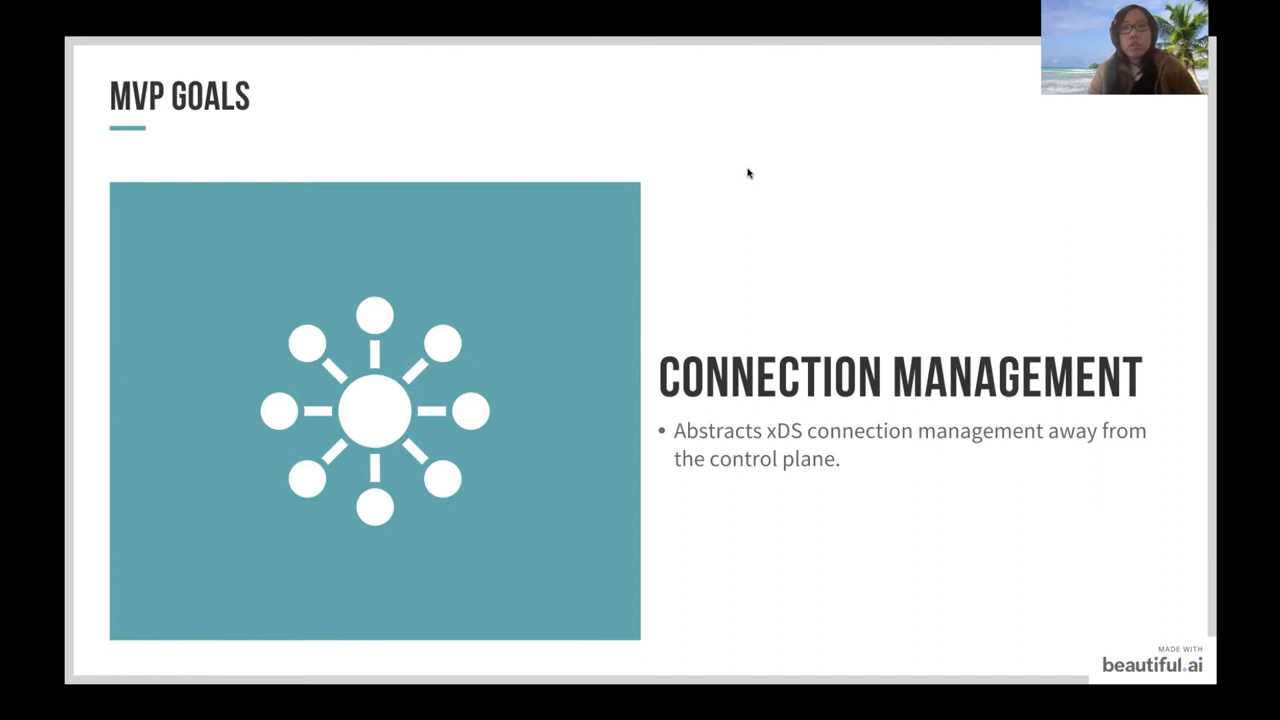 MVP GOALS
CONNECTION MANAGEMENT
• Abstracts xDS connection management away from
the control plane.
MADE WITH
beautiful.ai